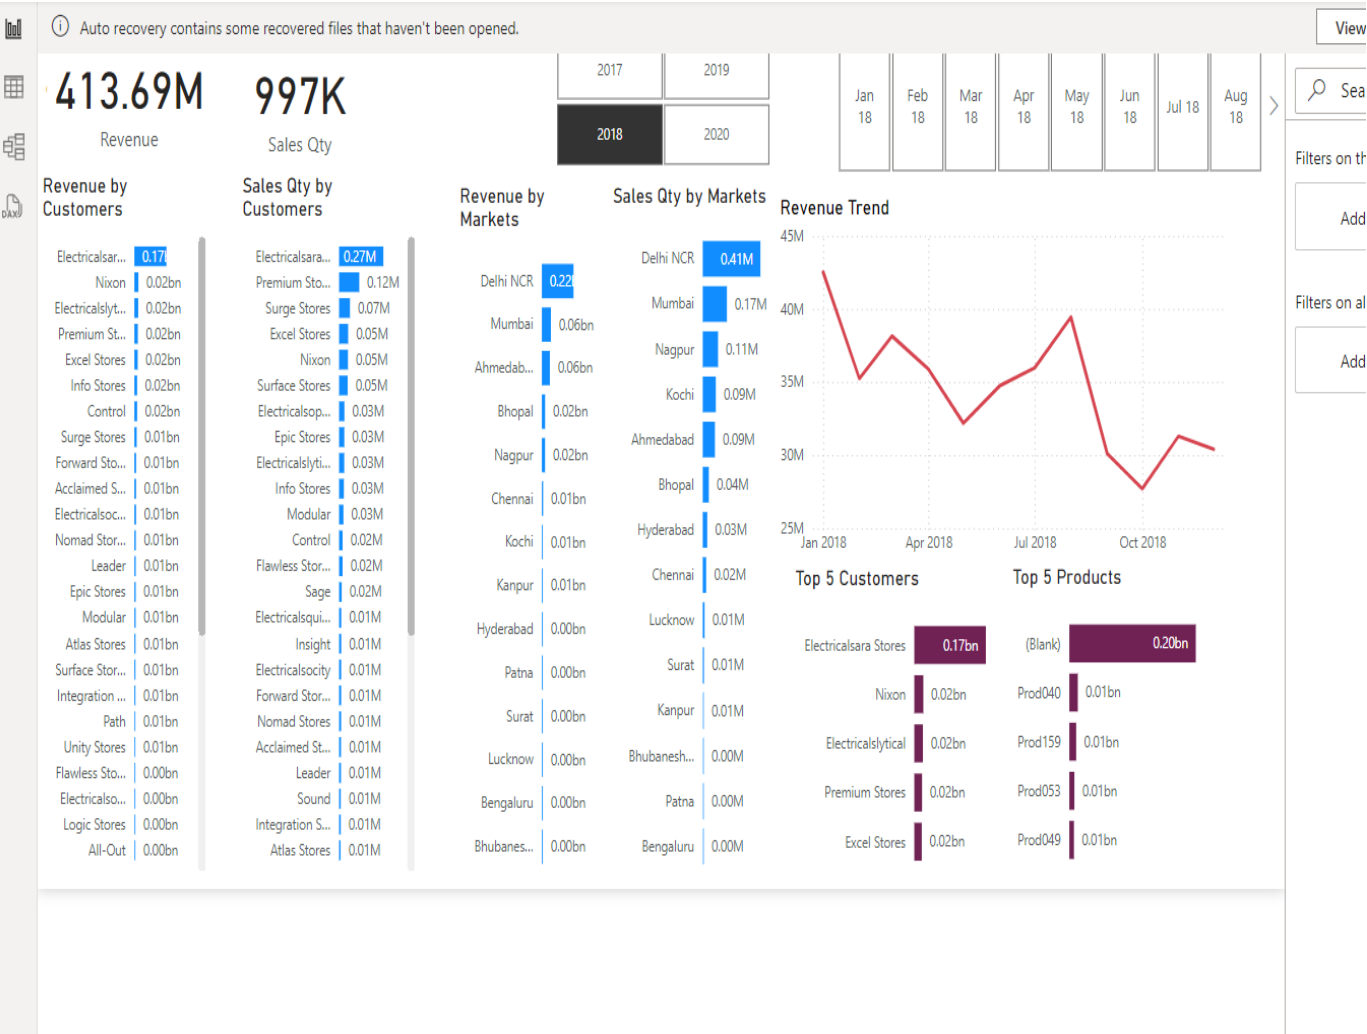 Auto recovery contains some recovered files that haven't been opened.
View
DAX
413.69M
Revenue
997K
Sales Qty
2017
2019
2018
2020
Jan
18
Feb
18
Mar
18
Apr
18
May
18
Jun
18
Jul 18
Aug
18
Sea
Filters on th
Add
Filters on al
Add
Revenue by
Customers
Electricalsar... 0.17
Nixon 0.02bn
Electricalslyt... 0.02bn
Premium St... 0.02bn
Excel Stores 0.02bn
Info Stores 0.02bn
Control 0.02bn
Surge Stores 0.01bn
Forward Sto... 0.01bn
Acclaimed S... 0.01bn
Electricalsoc... 0.01bn
Nomad Stor... 0.01bn
Leader 0.01bn
Epic Stores 0.01bn
Modular 0.01bn
Atlas Stores 0.01bn
Surface Stor... 0.01bn
Integration ... 0.01bn
Path 0.01bn
Unity Stores 0.01bn
Flawless Sto... 0.00bn
Electricalso... 0.00bn
Logic Stores 0.00bn
All-Out 0.00bn
Sales Qty by
Customers
Electricalsara... 0.27M
Premium Sto... 0.12M
Surge Stores 0.07M
Excel Stores 0.05M
Nixon 0.05M
Surface Stores 0.05M
Electricalsop... 0.03M
Epic Stores 0.03M
Electricalslyti... 0.03M
Info Stores 0.03M
Modular 0.03M
Control 0.02M
Flawless Stor... 0.02M
Sage 0.02M
Electricalsqui... 0.01M
Insight 0.01M
Electricalsocity 0.01M
Forward Stor... 0.01M
Nomad Stores 0.01M
Acclaimed St... 0.01M
Leader 0.01M
Sound 0.01M
Integration S... 0.01M
Atlas Stores 0.01M
Revenue by
Markets
Delhi NCR 0.22
Mumbai 0.06bn
Ahmedab... 0.06bn
Bhopal 0.02bn
Nagpur 0.02bn
Chennai 0.01bn
Kochi 0.01bn
Kanpur 0.01bn
Hyderabad 0.00bn
Patna 0.00bn
Surat 0.00bn
Lucknow 0.00bn
Bengaluru 0.00bn
Bhubanes... 0.00bn
Sales Qty by Markets
Delhi NCR 0.41M
Mumbai 0.17M
Nagpur 0.11M
Kochi 0.09M
Ahmedabad 0.09M
Bhopal 0.04M
Hyderabad 0.03M
Chennai 0.02M
Lucknow 0.01M
Surat 0.01M
Kanpur 0.01M
Bhubanesh... 0.00M
Patna 0.00M
Bengaluru 0.00M
Revenue Trend
45M
40M
35M
30M
25M
Jan 2018 Apr 2018 Jul 2018 Oct 2018
Top 5 Customers
Electricalsara Stores 0.17bn
Nixon 0.02bn
Electricalslytical 0.02bn
Premium Stores 0.02bn
Excel Stores 0.02bn
Top 5 Products
(Blank) 0.20bn
Prod040 0.01bn
Prod159 0.01bn
Prod053 0.01bn
Prod049 0.01bn